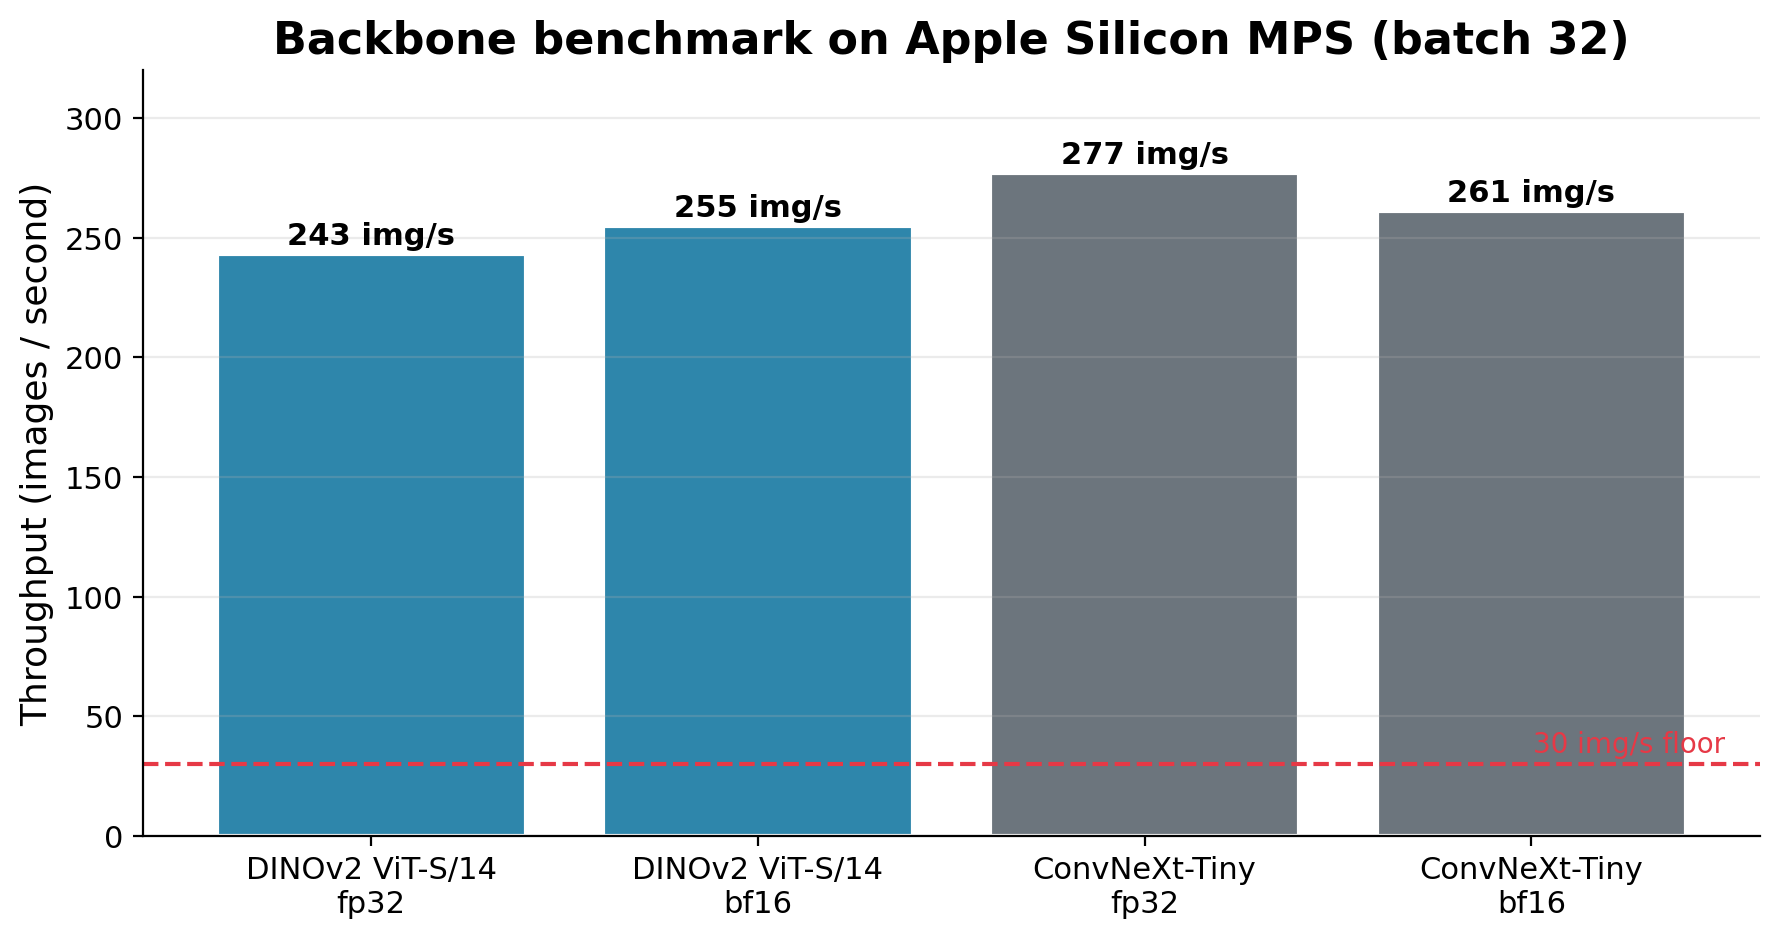 Backbone benchmark on Apple Silicon MPS (batch 32)
Throughput (images / second)
300
250
200
150
100
50
0
243 img/s
255 img/s
277 img/s
261 img/s
30 img/s floor
DINOv2 ViT-S/14
fp32
DINOv2 ViT-S/14
bf16
ConvNeXt-Tiny
fp32
ConvNeXt-Tiny
bf16